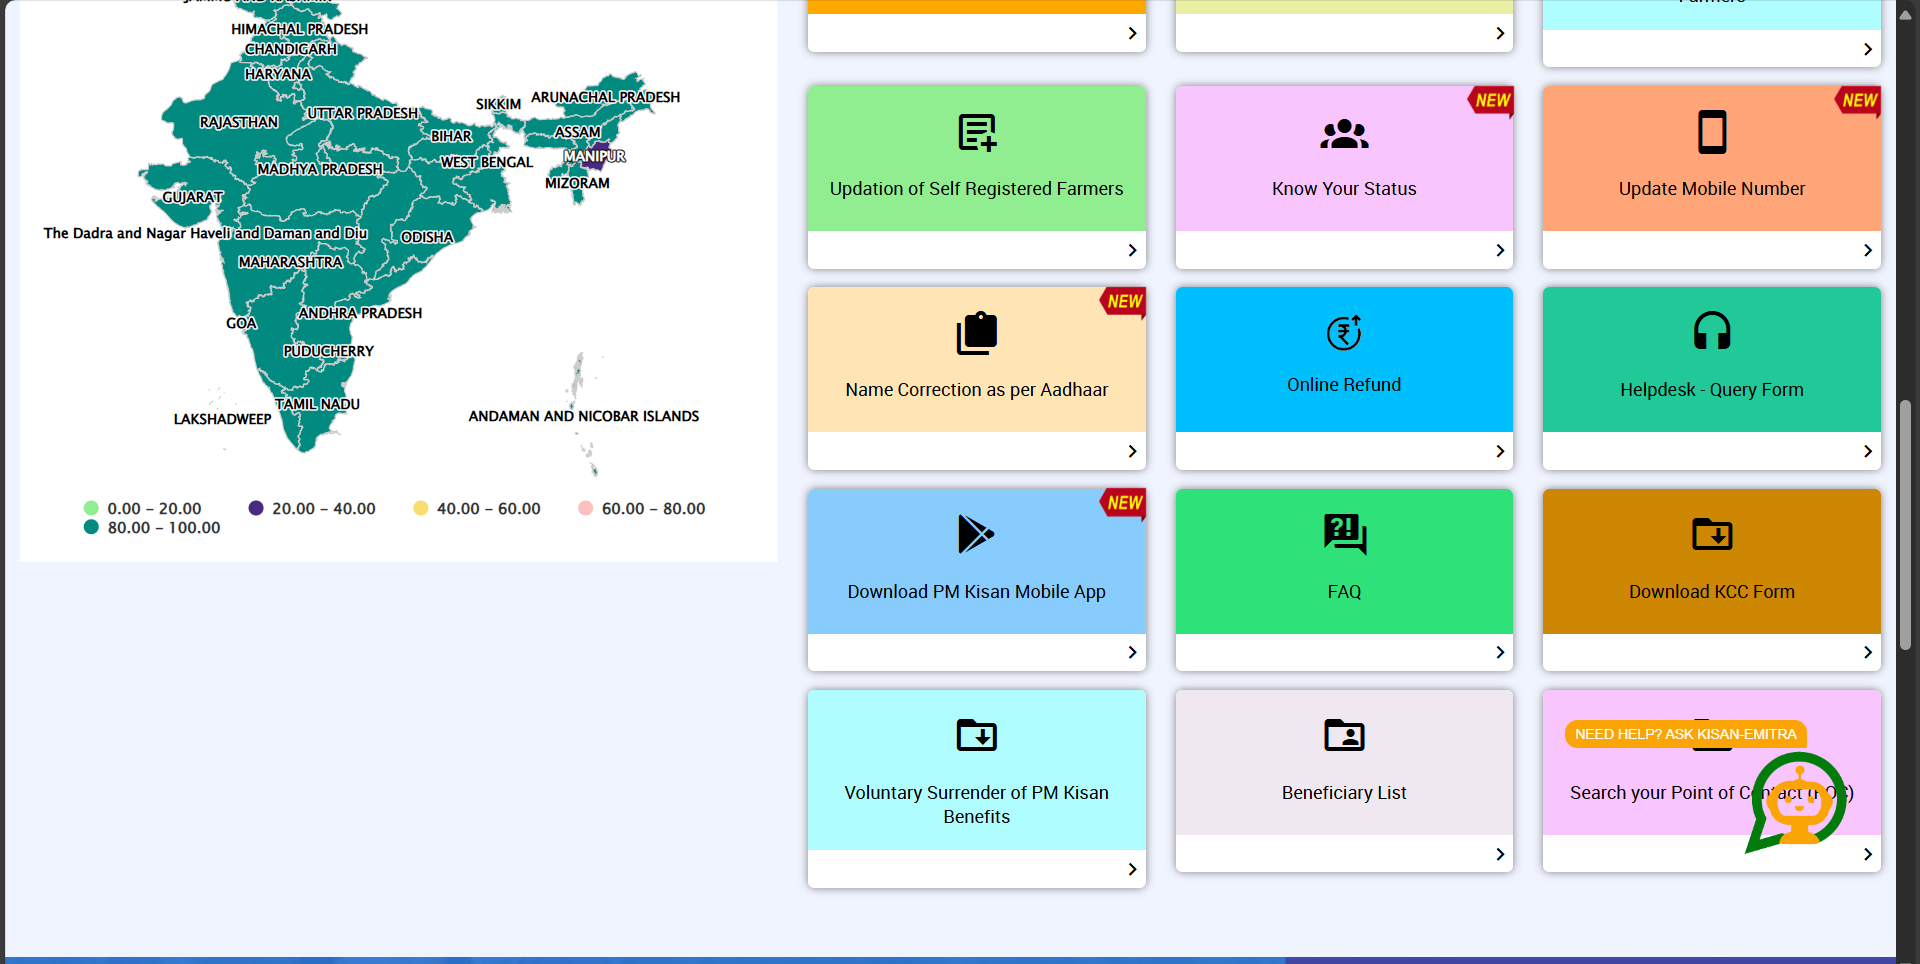 HIMACHAL PRADESH
CHANDIGARH
HARYANA
RAJASTHAN
UTTAR PRADESH
SIKKIM
ARUNACHAL PRADESH
BIHAR
ASSAM
MADHYA PRADESH
WEST BENGAL
MANIPUR
GUJARAT
MIZORAM
The Dadra and Nagar Haveli and Daman and Diu
ODISHA
MAHARASHTRA
GOA
ANDHRA PRADESH
PUDUCHERRY
LAKSHADWEEP
TAMIL NADU
ANDAMAN AND NICOBAR ISLANDS
0.00 – 20.00
20.00 – 40.00
40.00 – 60.00
60.00 – 80.00
80.00 – 100.00
Farmers
Updation of Self Registered Farmers
NEW
Know Your Status
NEW
Update Mobile Number
NEW
Name Correction as per Aadhaar
Online Refund
Helpdesk - Query Form
NEW
Download PM Kisan Mobile App
?!
FAQ
Download KCC Form
Voluntary Surrender of PM Kisan
Benefits
Beneficiary List
NEED HELP? ASK KISAN-EMITRA
Search your Point of Contact (POC)